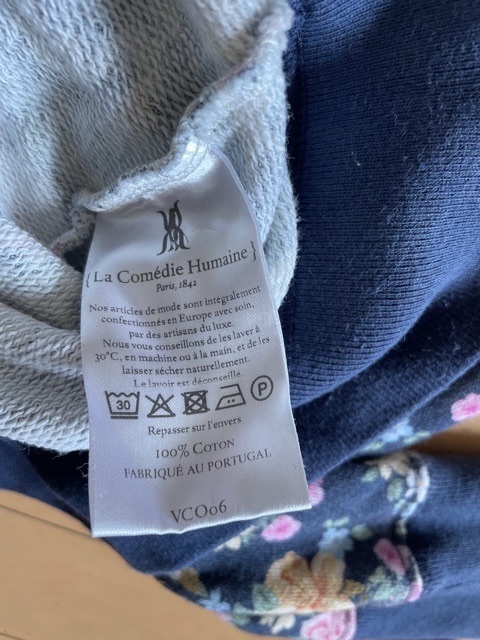 { La Comédie Humaine }
Paris, 1842
Nos articles de mode sont intégralement
confectionnés en Europe avec soin,
par des artisans du luxe.
Nous vous conseillons de les laver à
30°C, en machine ou à la main, et de les
laisser sécher naturellement.
Le lavoir est déconseillé
30 P
Repasser sur l'envers
100% COTON
FABRIQUÉ AU PORTUGAL
VCO06